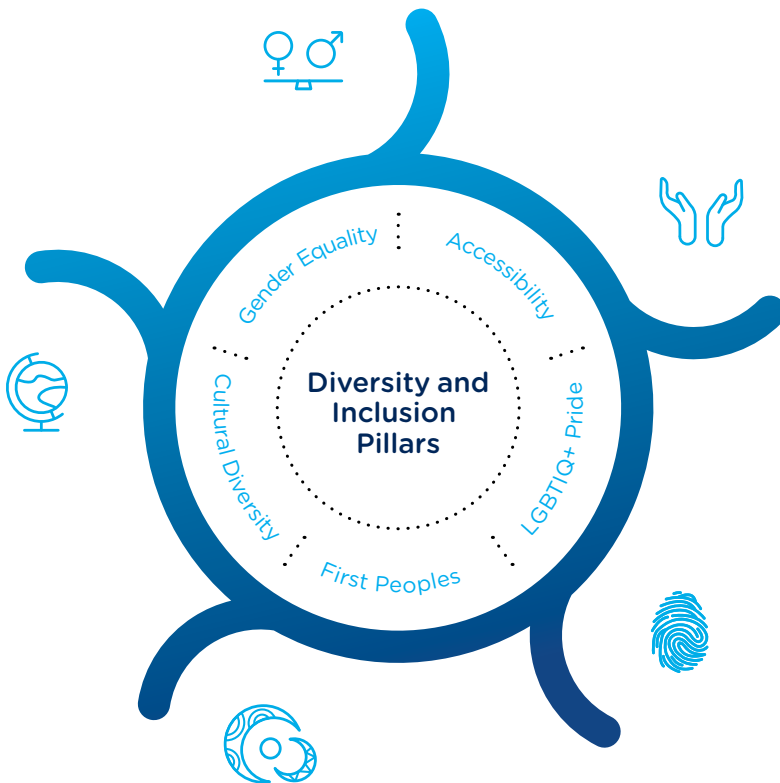 Gender Equality
Accessibility
Diversity and
Inclusion
Pillars
Cultural Diversity
LGBTIQ+ Pride
First Peoples